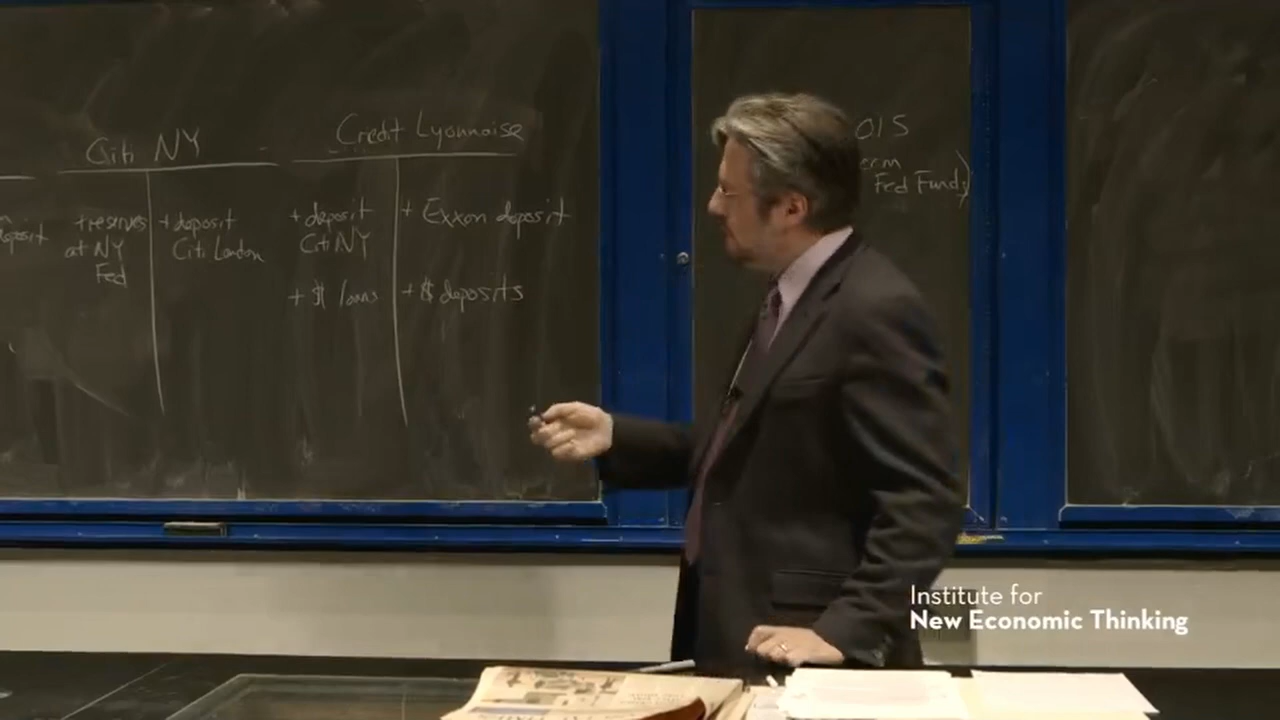 Citi NY
Credit Lyonnaise
+reserves
at NY
Fed
+deposit
Citi London
+deposit
Citi NY
+ $ loans
+ Exxon deposit
+ $ deposits
015
Fed Funds)
Institute for
New Economic Thinking